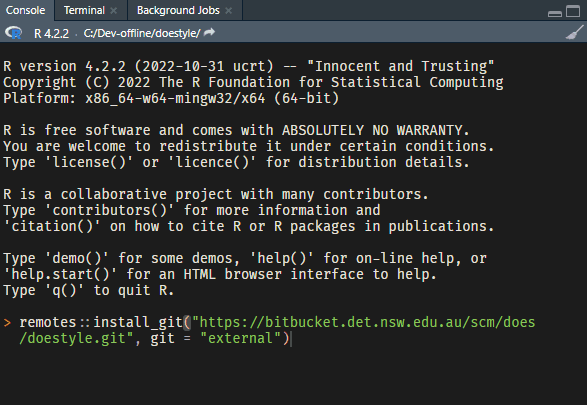 Console
Terminal
Background Jobs
R 4.2.2 · C:/Dev-offline/doestyle/
R version 4.2.2 (2022-10-31 ucrt) -- "Innocent and Trusting"
Copyright (C) 2022 The R Foundation for Statistical Computing
Platform: x86_64-w64-mingw32/x64 (64-bit)
R is free software and comes with ABSOLUTELY NO WARRANTY.
You are welcome to redistribute it under certain conditions.
Type 'license()' or 'licence()' for distribution details.
R is a collaborative project with many contributors.
Type 'contributors()' for more information and
'citation()' on how to cite R or R packages in publications.
Type 'demo()' for some demos, 'help()' for on-line help, or
'help.start()' for an HTML browser interface to help.
Type 'q()' to quit R.
> remotes::install_git("https://bitbucket.det.nsw.edu.au/scm/does
/doestyle.git", git = "external")